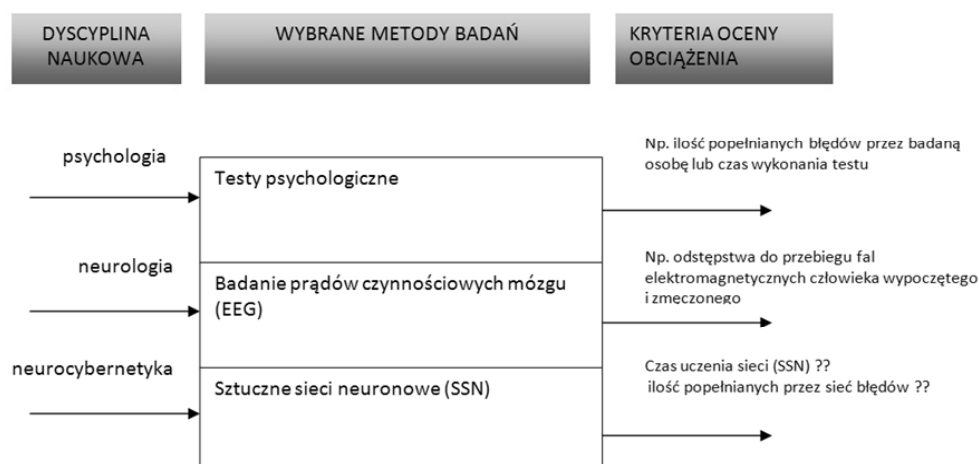 DYSCYPLINA
NAUKOWA
WYBRANE METODY BADAŃ
KRYTERIA OCENY
OBCIĄŻENIA
psychologia
Testy psychologiczne
Np. ilość popełnianych błędów przez badaną
osobę lub czas wykonania testu
neurologia
Badanie prądów czynnościowych mózgu
(EEG)
Np. odstępstwa do przebiegu fal
elektromagnetycznych człowieka wypoczętego
i zmęczonego
neurocybernetyka
Sztuczne sieci neuronowe (SSN)
Czas uczenia sieci (SSN) ??
ilość popełnianych przez sieć błędów ??